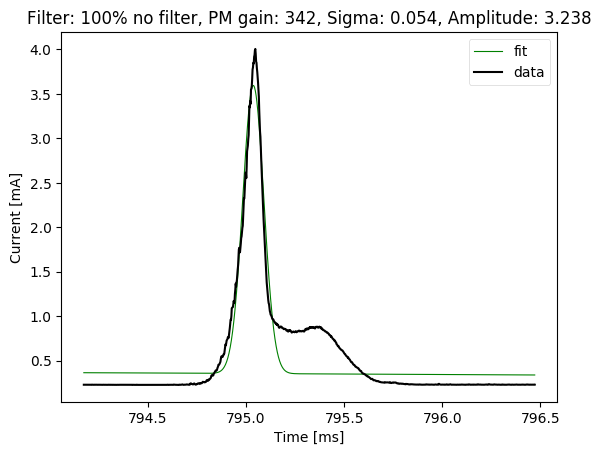 Filter: 100% no filter, PM gain: 342, Sigma: 0.054, Amplitude: 3.238
fit
data
4.0
3.5
3.0
2.5
2.0
1.5
1.0
0.5
Current [mA]
794.5
795.0
795.5
796.0
796.5
Time [ms]